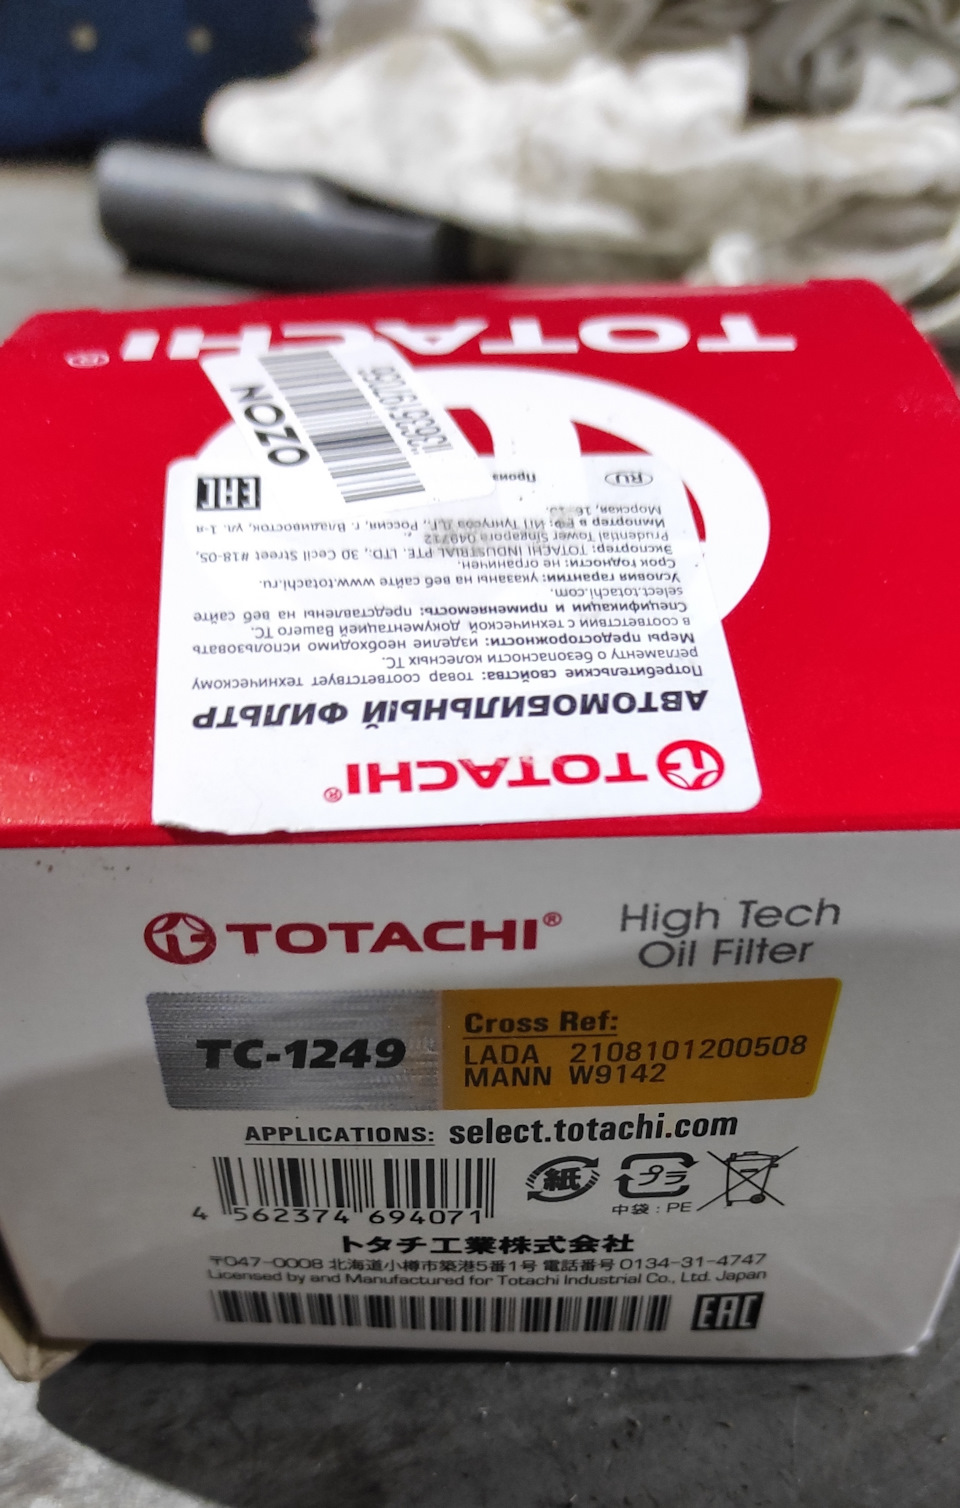 TOTACHI®
OZON
RU
Произ
TOTACHI®
АВТОМОБИЛЬНЫЙ ФИЛЬТР
Потребительские свойства: товар соответствует техническому
регламенту о безопасности колесных ТС.
Меры предосторожности: изделие необходимо использовать
в соответствии с технической документацией Вашего ТС.
Спецификации и применяемость: представлены на веб сайте
select.totachi.com.
Условия гарантии: указаны на веб сайте www.totachi.ru.
Срок годности: не ограничен.
Экспортер: TOTACHI INDUSTRIAL PTE. LTD., 30 Cecil Street #18-05,
Prudential Tower Singapore 049712
Импортер в РФ: ИП Тунгусов Д.Г., Россия, г. Владивосток, ул. 1-я
Морская,
EAC
TOTACHI® High Tech
Oil Filter
TC-1249
Cross Ref:
LADA 2108101200508
MANN W9142
APPLICATIONS: select.totachi.com
4 562374 694071
紙
プラ
中袋：PE
トタチ工業株式会社
〒047-0008 北海道小樽市築港5番1号 電話番号 0134-31-4747
Licensed by and Manufactured for Totachi Industrial Co., Ltd. Japan
EAC